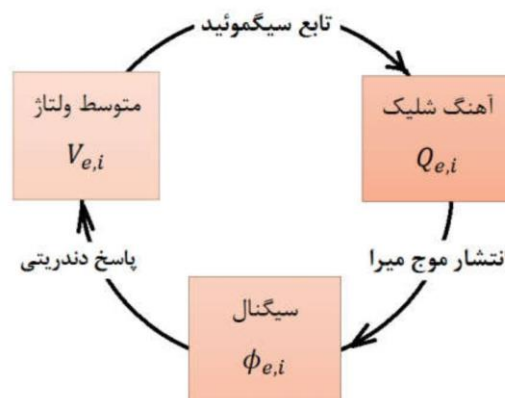 تابع سیگموئید
متوسط ولتاژ
$V_{e,i}$
آهنگ شلیک
$Q_{e,i}$
انتشار موج میرا
پاسخ دندریتی
سیگنال
$\phi_{e,i}$